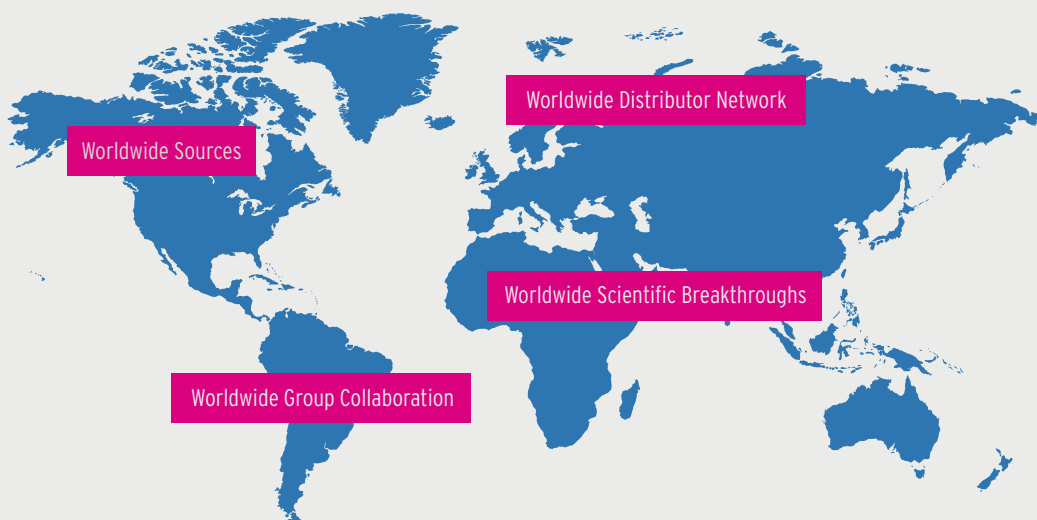 Worldwide Distributor Network
Worldwide Sources
Worldwide Scientific Breakthroughs
Worldwide Group Collaboration